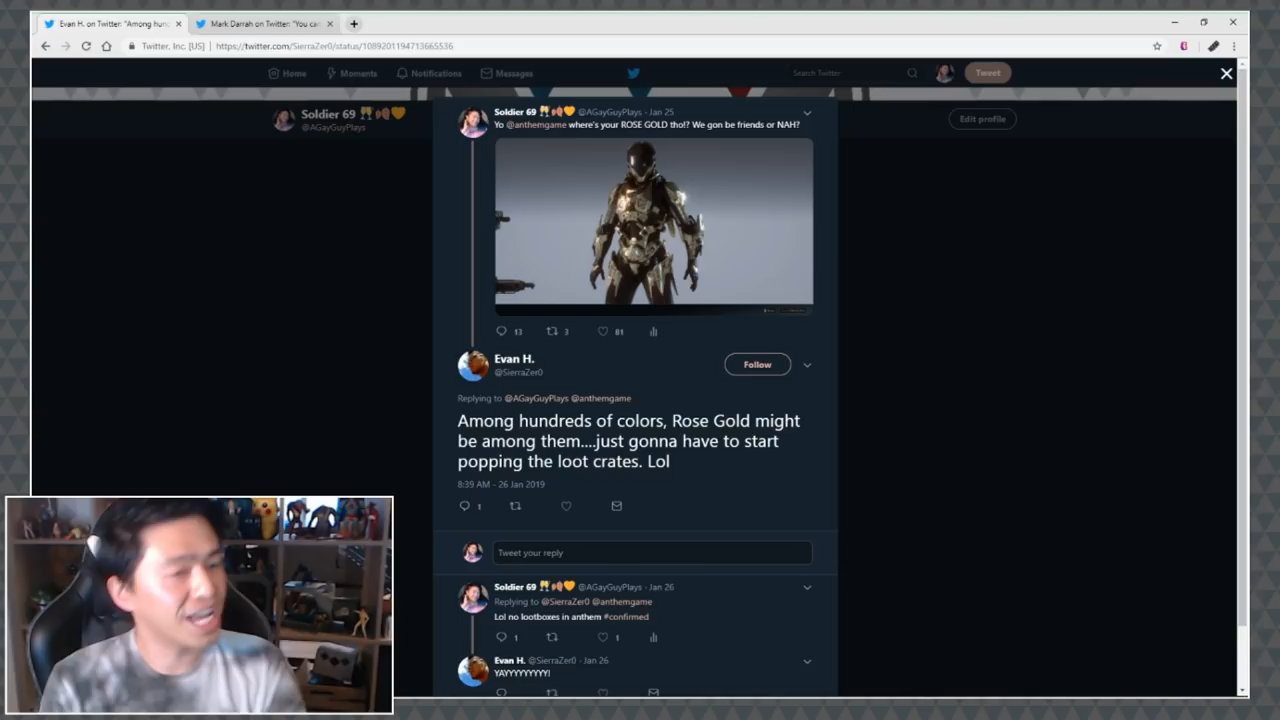 Evan H. on Twitter: "Among hun
Mark Darrah on Twitter: "You ca
Twitter, Inc. [US] | https://twitter.com/SierraZer0/status/1089201194713665536
Home
Moments
Notifications
Messages
Search Twitter
Tweet
Soldier 69
@AGayGuyPlays
Edit profile
Soldier 69 @AGayGuyPlays · Jan 25
Yo @anthemgame where's your ROSE GOLD tho!? We gon be friends or NAH?
13 3 81
Evan H.
@SierraZer0
Follow
Replying to @AGayGuyPlays @anthemgame
Among hundreds of colors, Rose Gold might
be among them....just gonna have to start
popping the loot crates. Lol
8:39 AM - 26 Jan 2019
1
Tweet your reply
Soldier 69 @AGayGuyPlays · Jan 26
Replying to @SierraZer0 @anthemgame
Lol no lootboxes in anthem #confirmed
1 1
Evan H. @SierraZer0 · Jan 26
YAYYYYYYYY!